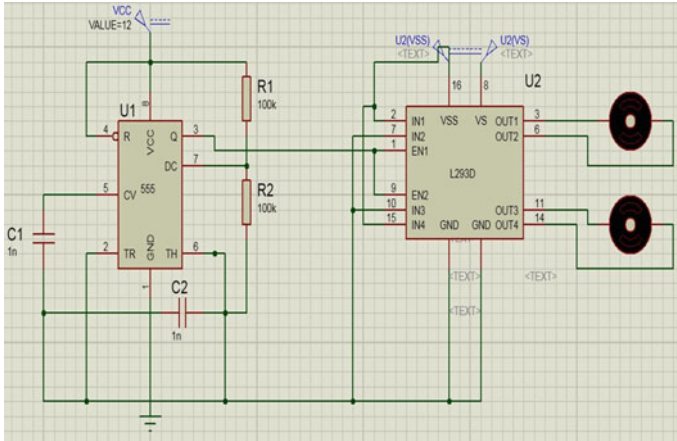 VCC
VALUE=12
U2(VSS)
U2(VS)
<TEXT>
<TEXT>
U1
R1
100k
U2
16
8
8
4
R
VCC
Q
3
DC
7
5
CV
555
R2
100k
C1
1n
2
TR
GND
TH
6
1
C2
1n
2
IN1
VSS
VS
OUT1
3
7
IN2
OUT2
6
1
EN1
L293D
9
EN2
10
IN3
OUT3
11
15
IN4
GND
GND
OUT4
14
<TEXT>
<TEXT>
<TEXT>
<TEXT>